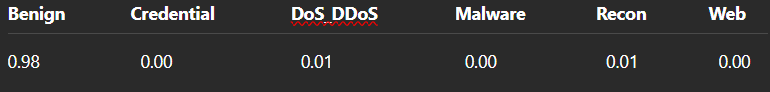 Benign Credential DoS_DDoS Malware Recon Web
0.98 0.00 0.01 0.00 0.01 0.00